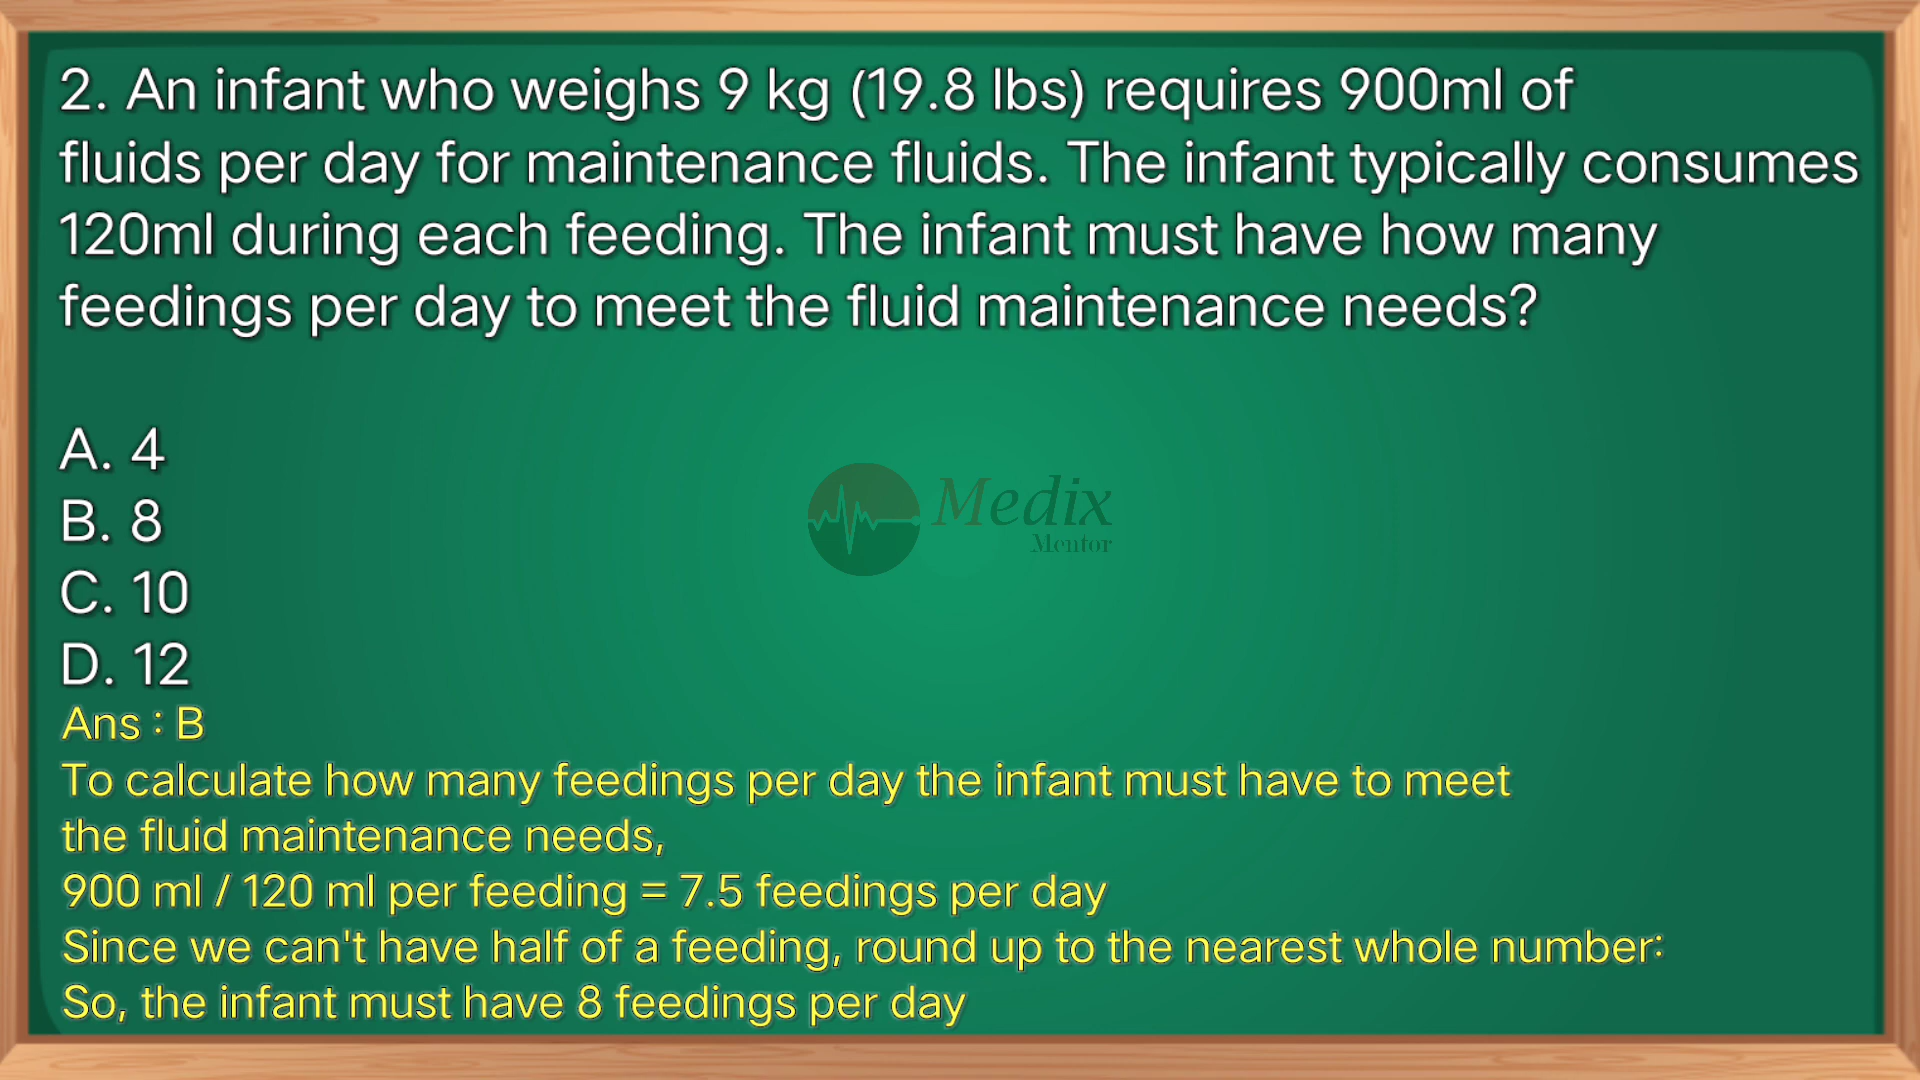 2. An infant who weighs 9 kg (19.8 lbs) requires 900ml of
fluids per day for maintenance fluids. The infant typically consumes
120ml during each feeding. The infant must have how many
feedings per day to meet the fluid maintenance needs?
A. 4
B. 8
C. 10
D. 12
Medix
Mentor
Ans : B
To calculate how many feedings per day the infant must have to meet
the fluid maintenance needs,
900 ml / 120 ml per feeding = 7.5 feedings per day
Since we can't have half of a feeding, round up to the nearest whole number:
So, the infant must have 8 feedings per day